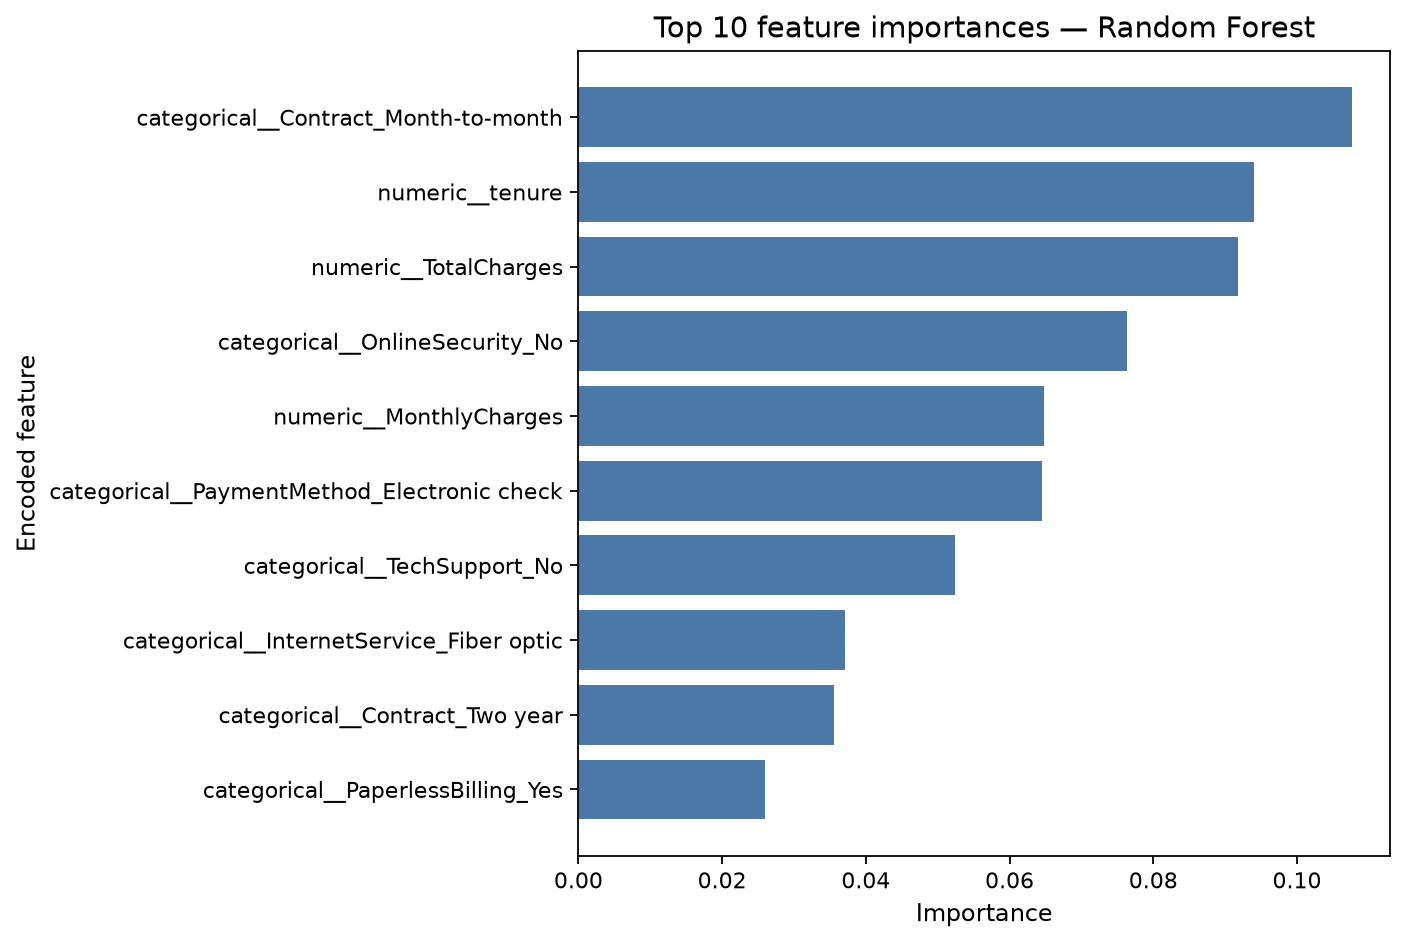 Top 10 feature importances — Random Forest
Encoded feature
categorical__Contract_Month-to-month
numeric__tenure
numeric__TotalCharges
categorical__OnlineSecurity_No
numeric__MonthlyCharges
categorical__PaymentMethod_Electronic check
categorical__TechSupport_No
categorical__InternetService_Fiber optic
categorical__Contract_Two year
categorical__PaperlessBilling_Yes
0.00 0.02 0.04 0.06 0.08 0.10
Importance